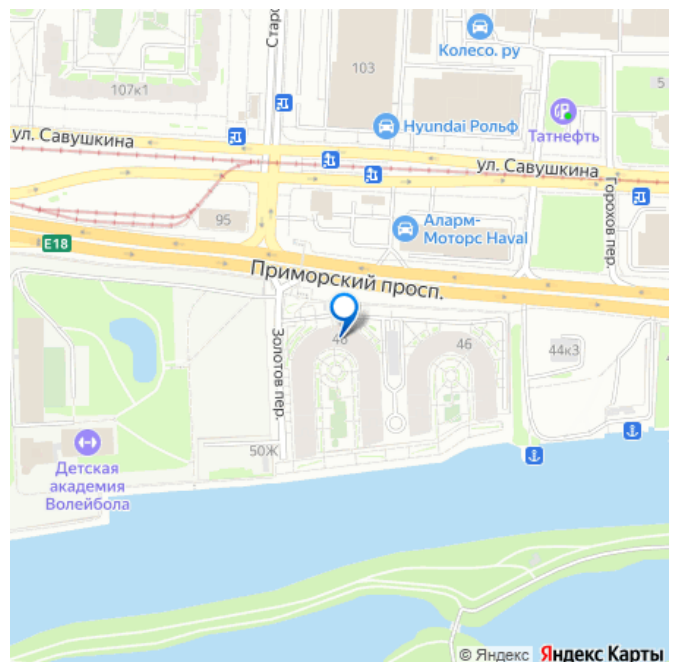 Старо
Колесо. ру
103
107к1
5
Hyundai Рольф
Татнефть
ул. Савушкина
ул. Савушкина
Горохов пер.
95
Аларм-
Моторс Haval
E18
Приморский просп.
Золотов пер.
46
44к3
50Ж
Детская
академия
Волейбола
© Яндекс Яндекс Карты